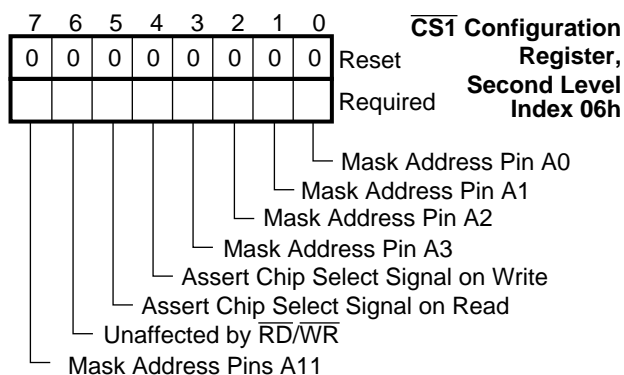 7 6 5 4 3 2 1 0
0 0 0 0 0 0 0 0 Reset
Required
CS1 Configuration
Register,
Second Level
Index 06h
Mask Address Pin A0
Mask Address Pin A1
Mask Address Pin A2
Mask Address Pin A3
Assert Chip Select Signal on Write
Assert Chip Select Signal on Read
Unaffected by RD/WR
Mask Address Pins A11